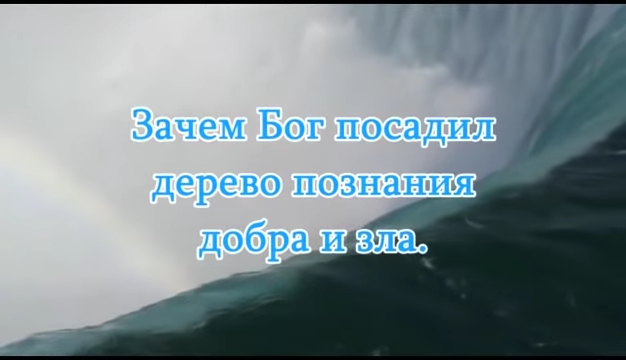 Зачем Бог посадил
дерево познания
добра и зла.